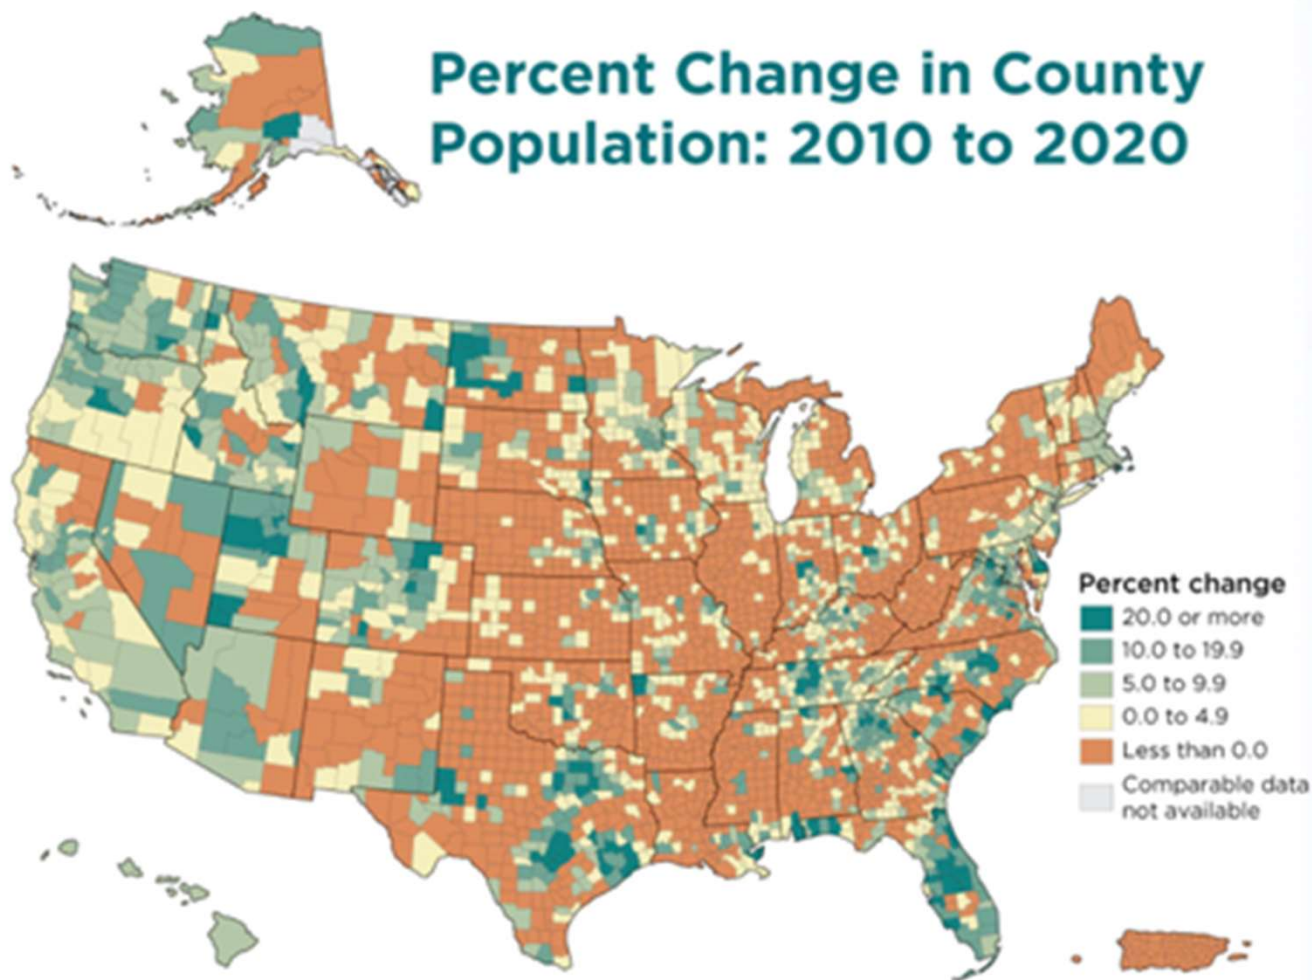 Percent Change in County
Population: 2010 to 2020
Percent change
20.0 or more
10.0 to 19.9
5.0 to 9.9
0.0 to 4.9
Less than 0.0
Comparable data
not available